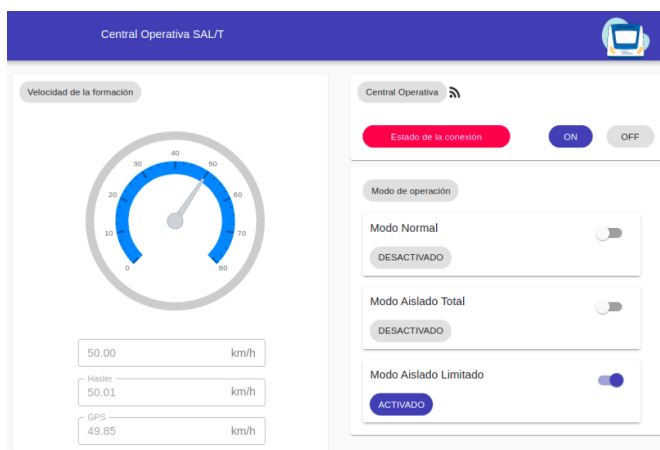 Central Operativa SAL/T
Velocidad de la formación
0
10
20
30
40
50
60
70
80
50.00 km/h
Hasler
50.01 km/h
GPS
49.85 km/h
Central Operativa
Estado de la conexión
ON
OFF
Modo de operación
Modo Normal
DESACTIVADO
Modo Aislado Total
DESACTIVADO
Modo Aislado Limitado
ACTIVADO